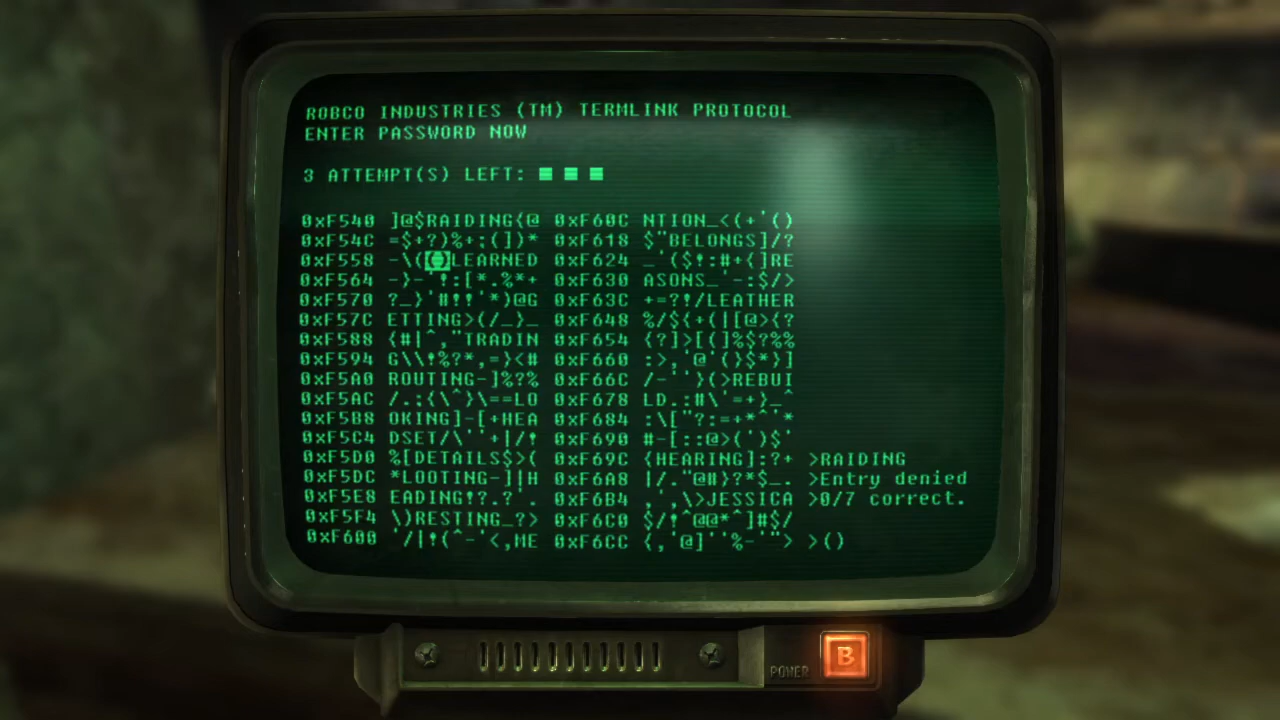 ROBCO INDUSTRIES (TM) TERMLINK PROTOCOL
ENTER PASSWORD NOW
3 ATTEMPT(S) LEFT: ■ ■ ■
0xF540 ]@$RAIDING{@ 0xF60C NTION_<(+'()
0xF54C =$+?)%+;(])* 0xF618 $"BELONGS]/?
0xF558 -\({()LEARNED 0xF624 _'($!:#+{]RE
0xF564 -}-'!:[*.%*+ 0xF630 ASONS_'-:$/>
0xF570 ?_}'#!!'*)@G 0xF63C +=?!/LEATHER
0xF57C ETTING>(/_}_ 0xF648 %/${+(|[@>{?
0xF588 {#|^,"TRADIN 0xF654 {?]>[(]%$?%%
0xF594 G\\!%?*,=}<# 0xF660 :>,'@'(}$*}]
0xF5A0 ROUTING-]%?% 0xF66C /-''}(>REBUI
0xF5AC /.;{\^}\==LO 0xF678 LD.:#\'=+}_^
0xF5B8 OKING]-[+HEA 0xF684 :\["?:=+*^'*
0xF5C4 DSET/\''+|/! 0xF690 #-[::@>(')$'
0xF5D0 %[DETAILS$>( 0xF69C {HEARING]:?+ >RAIDING
0xF5DC *LOOTING-]|H 0xF6A8 |/."@#}?*$_. >Entry denied
0xF5E8 EADING!?.?'. 0xF6B4 ,',\>JESSICA >0/7 correct.
0xF5F4 \)RESTING_?> 0xF6C0 $/!^@@*^]#$/
0xF600 '/|!(^-'<,ME 0xF6CC {,'@]''%-'"> >()
POWER B